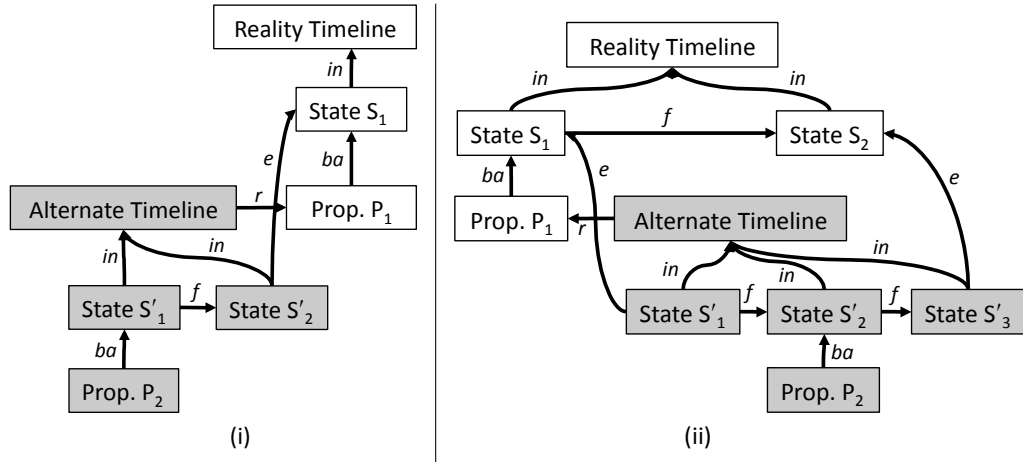 Reality Timeline
in
State S₁
e
ba
Alternate Timeline
r
Prop. P₁
in
in
State S′₁
f
State S′₂
ba
Prop. P₂
(i)
Reality Timeline
in
in
State S₁
f
State S₂
ba
e
e
Prop. P₁
r
Alternate Timeline
in
in
in
State S′₁
f
State S′₂
f
State S′₃
ba
Prop. P₂
(ii)